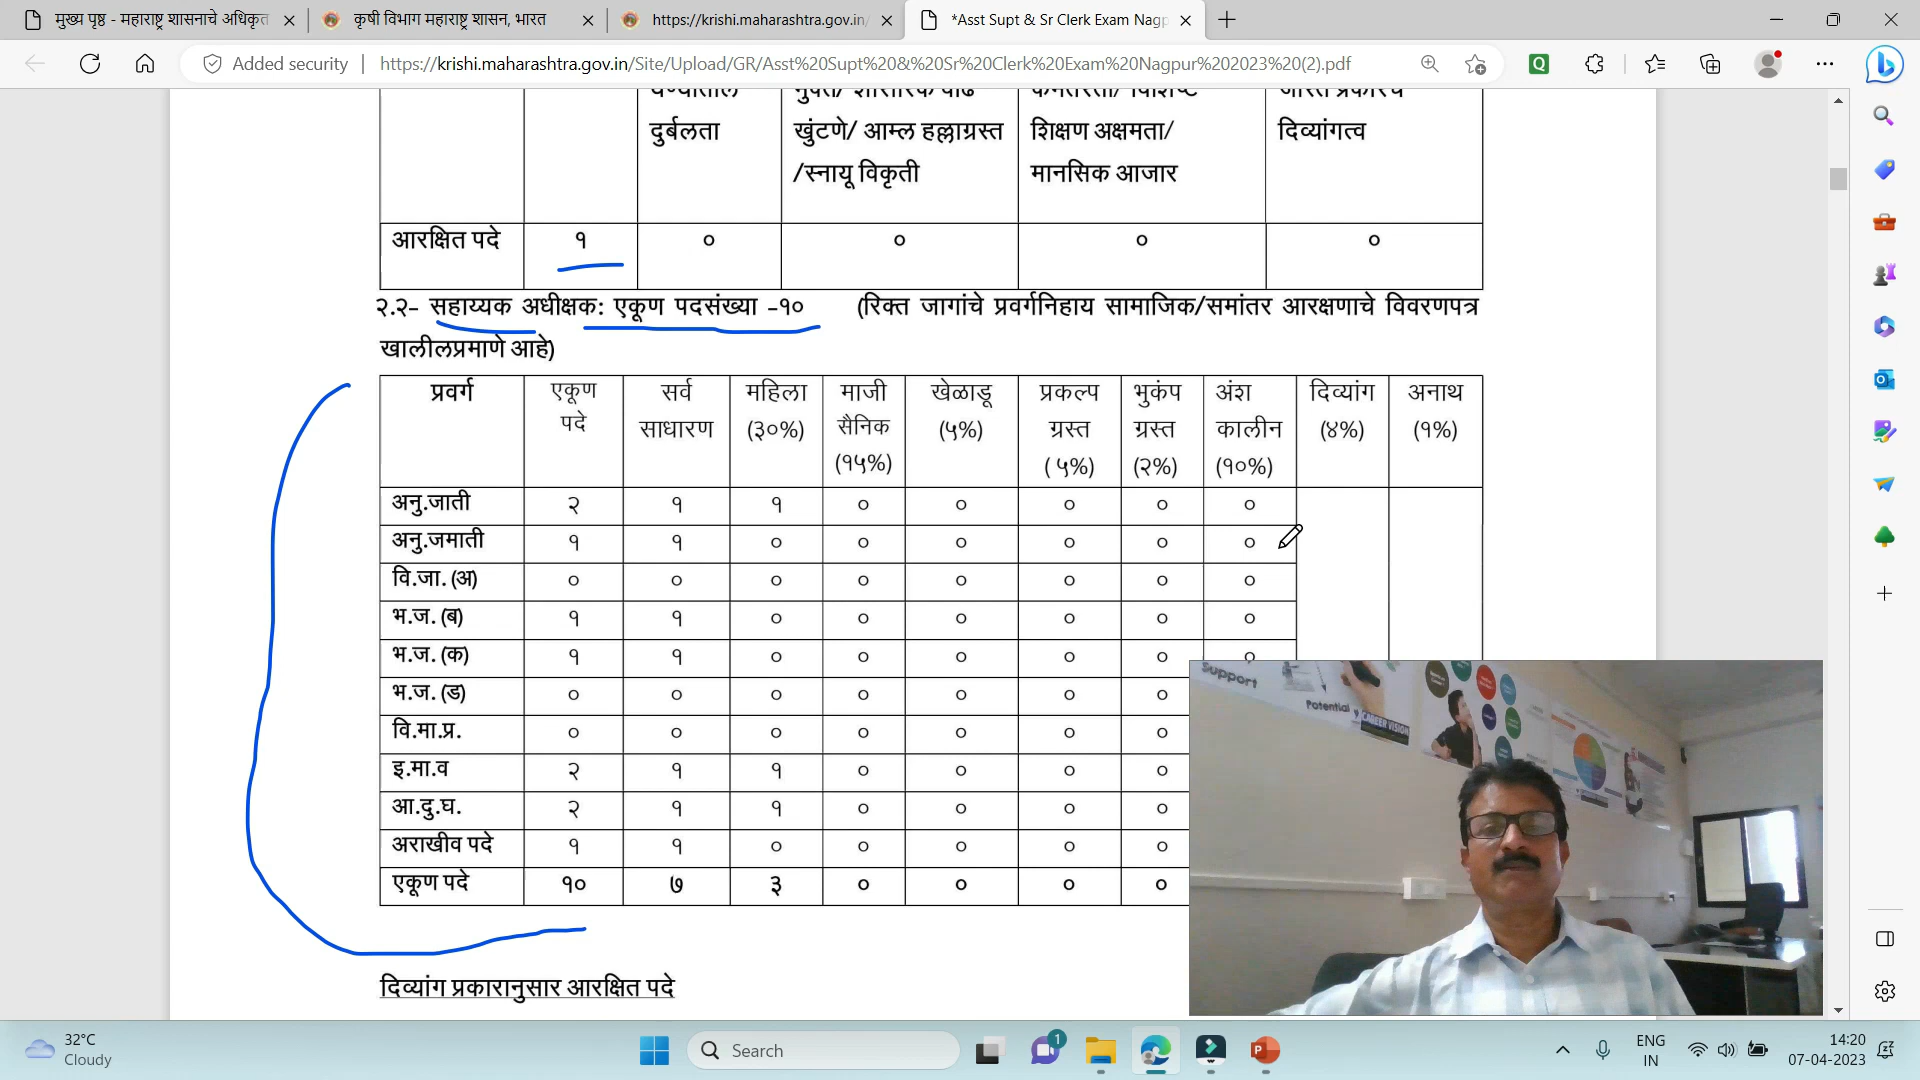 मुख्य पृष्ठ - महाराष्ट्र शासनाचे अधिकृत
कृषी विभाग महाराष्ट्र शासन, भारत
https://krishi.maharashtra.gov.in/
*Asst Supt & Sr Clerk Exam Nagp
Added security
https://krishi.maharashtra.gov.in/Site/Upload/GR/Asst%20Supt%20&%20Sr%20Clerk%20Exam%20Nagpur%202023%20(2).pdf
दुर्बलता खुंटणे/ आम्ल हल्लाग्रस्त शिक्षण अक्षमता/ दिव्यांगत्व
/स्नायू विकृती मानसिक आजार
आरक्षित पदे १ ० ० ० ०
२.२- सहाय्यक अधीक्षक: एकूण पदसंख्या -१० (रिक्त जागांचे प्रवर्गनिहाय सामाजिक/समांतर आरक्षणाचे विवरणपत्र
खालीलप्रमाणे आहे)
प्रवर्ग एकूण सर्व महिला माजी खेळाडू प्रकल्प भुकंप अंश दिव्यांग अनाथ
पदे साधारण (३०%) सैनिक (५%) ग्रस्त ग्रस्त कालीन (४%) (१%)
(१५%) ( ५%) (२%) (१०%)
अनु.जाती २ १ १ ० ० ० ० ०
अनु.जमाती १ १ ० ० ० ० ० ०
वि.जा. (अ) ० ० ० ० ० ० ० ०
भ.ज. (ब) १ १ ० ० ० ० ० ०
भ.ज. (क) १ १ ० ० ० ० ० ०
भ.ज. (ड) ० ० ० ० ० ० ०
वि.मा.प्र. ० ० ० ० ० ० ०
इ.मा.व २ १ १ ० ० ० ०
आ.दु.घ. २ १ १ ० ० ० ०
अराखीव पदे १ १ ० ० ० ० ०
एकूण पदे १० ७ ३ ० ० ० ०
दिव्यांग प्रकारानुसार आरक्षित पदे
Support
Potential
CAREER VISION
32°C
Cloudy
Search
1
ENG
IN
14:20
07-04-2023